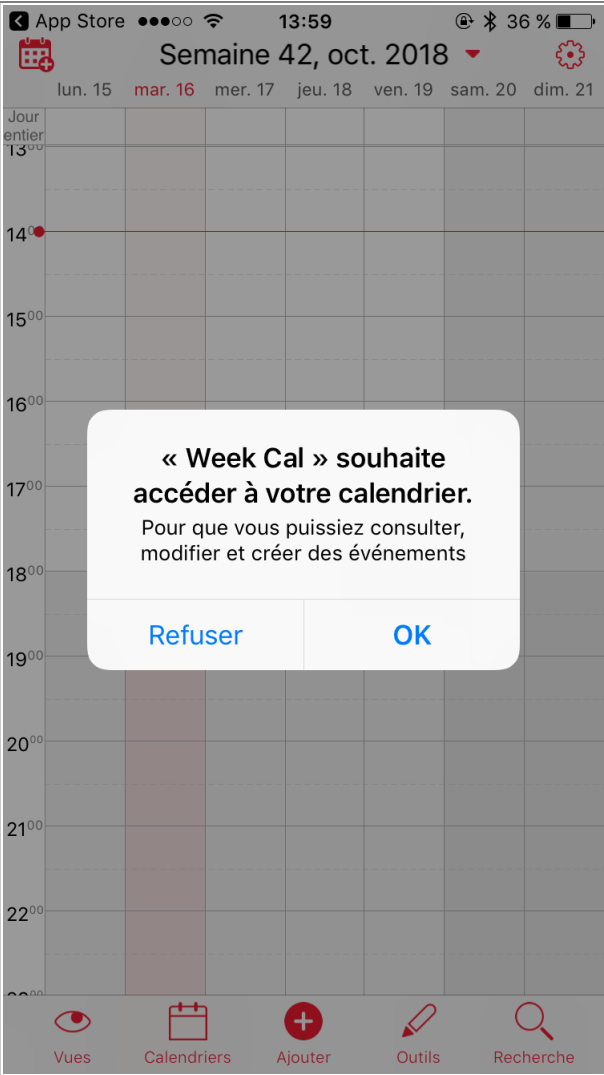 App Store 13:59 36 %
Semaine 42, oct. 2018
lun. 15 mar. 16 mer. 17 jeu. 18 ven. 19 sam. 20 dim. 21
Jour
entier
13⁰⁰
14⁰⁰
15⁰⁰
16⁰⁰
« Week Cal » souhaite
accéder à votre calendrier.
17⁰⁰
Pour que vous puissiez consulter,
modifier et créer des événements
18⁰⁰
Refuser OK
19⁰⁰
20⁰⁰
21⁰⁰
22⁰⁰
Vues Calendriers Ajouter Outils Recherche